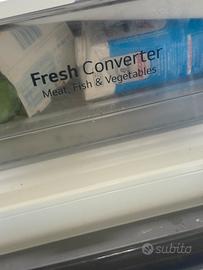 Fresh Converter
Meat, Fish & Vegetables
subito